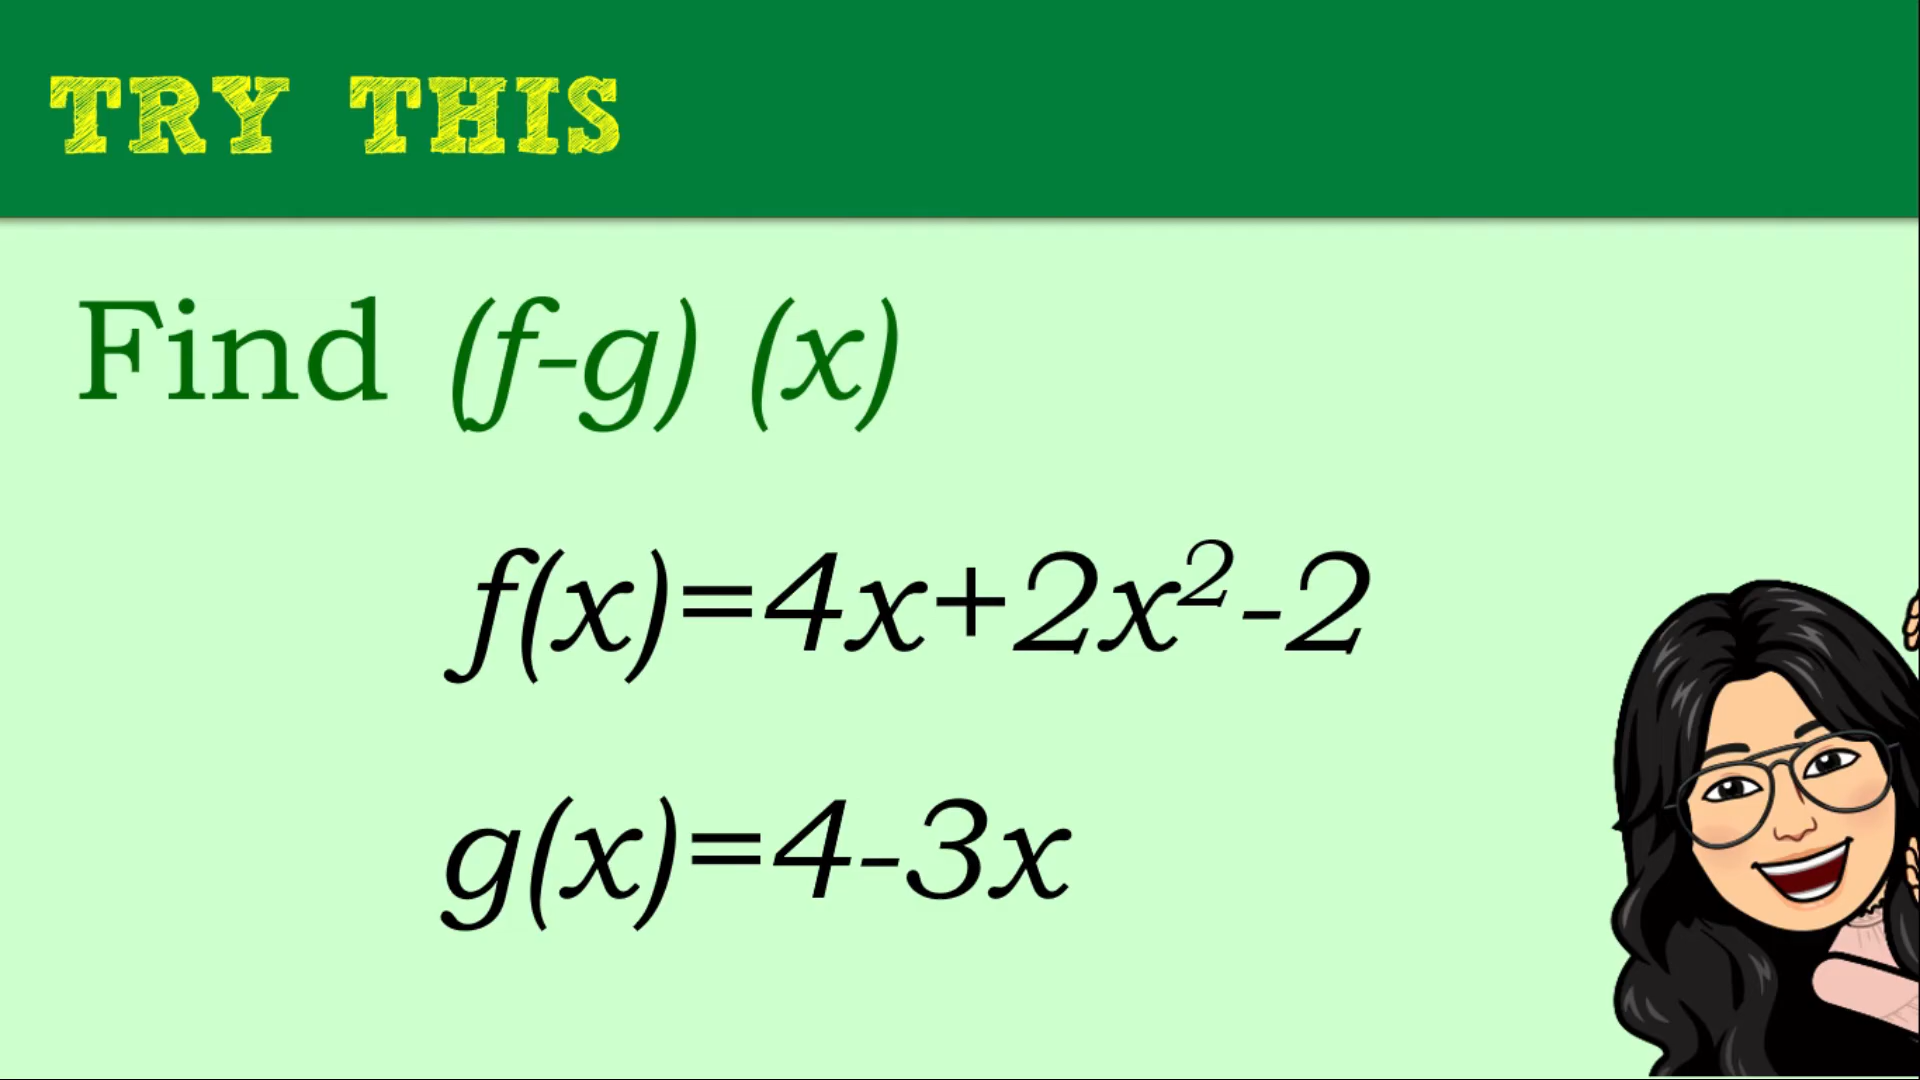 TRY THIS
Find (f-g) (x)
f(x)=4x+2x²-2
g(x)=4-3x